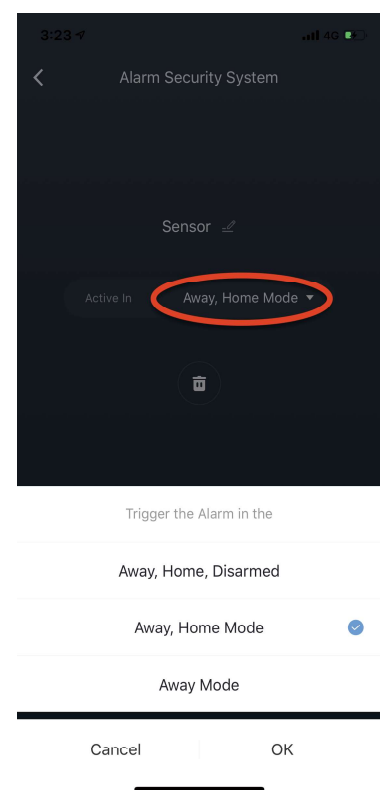 3:23 4G
Alarm Security System
Sensor
Active In Away, Home Mode
Trigger the Alarm in the
Away, Home, Disarmed
Away, Home Mode
Away Mode
Cancel OK